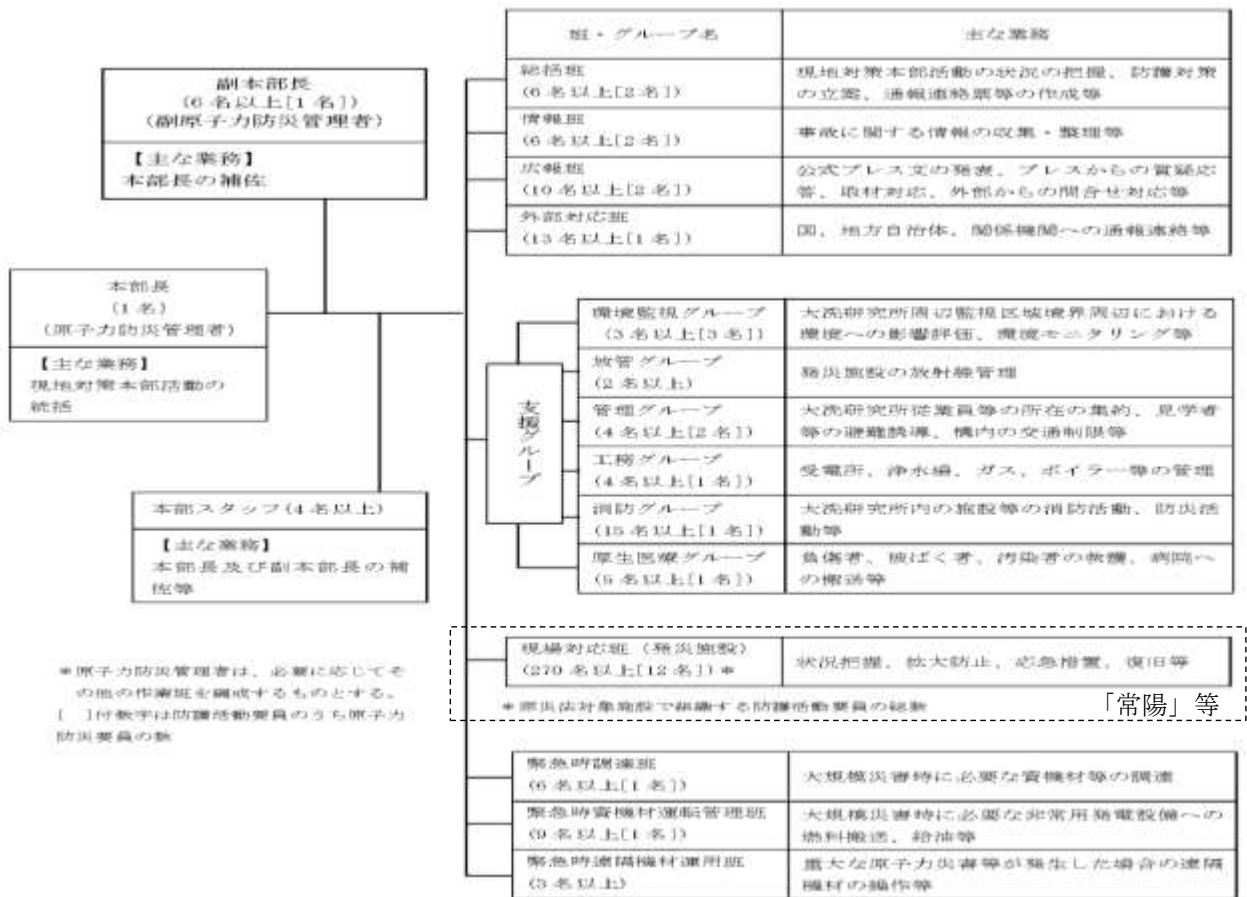 副本部長
(6名以上[1名])
(副原子力防災管理者)
【主な業務】
本部長の補佐
本部長
(1名)
(原子力防災管理者)
【主な業務】
現地対策本部活動の
統括
本部スタッフ(4名以上)
【主な業務】
本部長及び副本部長の補
佐等
*原子力防災管理者は、必要に応じてそ
の他の作業班を編成するものとする。
[ ]付数字は防護活動要員のうち原子力
防災要員の数
班・グループ名
主な業務
総括班
(6名以上[2名])
現地対策本部活動の状況の把握、防護対策
の立案、通報連絡票等の作成等
情報班
(6名以上[2名])
事故に関する情報の収集・整理等
広報班
(10名以上[2名])
公式プレス文の発表、プレスからの質疑応
答、取材対応、外部からの問合せ対応等
外部対応班
(13名以上[1名])
国、地方自治体、関係機関への通報連絡等
支援グループ
環境監視グループ
(3名以上[3名])
大洗研究所周辺監視区域境界周辺における
環境への影響評価、環境モニタリング等
放管グループ
(2名以上)
発災施設の放射線管理
管理グループ
(4名以上[2名])
大洗研究所従業員等の所在の集約、見学者
等の避難誘導、構内の交通制限等
工務グループ
(4名以上[1名])
受電所、浄水場、ガス、ボイラー等の管理
消防グループ
(15名以上[1名])
大洗研究所内の施設等の消防活動、防災活
動等
厚生医療グループ
(5名以上[1名])
負傷者、被ばく者、汚染者の救護、病院へ
の搬送等
現場対応班(発災施設)
(270名以上[12名])*
状況把握、拡大防止、応急措置、復旧等
*原災法対象施設で組織する防護活動要員の総数
「常陽」等
緊急時調達班
(6名以上[1名])
大規模災害時に必要な資機材等の調達
緊急時資機材運転管理班
(9名以上[1名])
大規模災害時に必要な非常用発電設備への
燃料搬送、給油等
緊急時遠隔機材運用班
(3名以上)
重大な原子力災害等が発生した場合の遠隔
機材の操作等